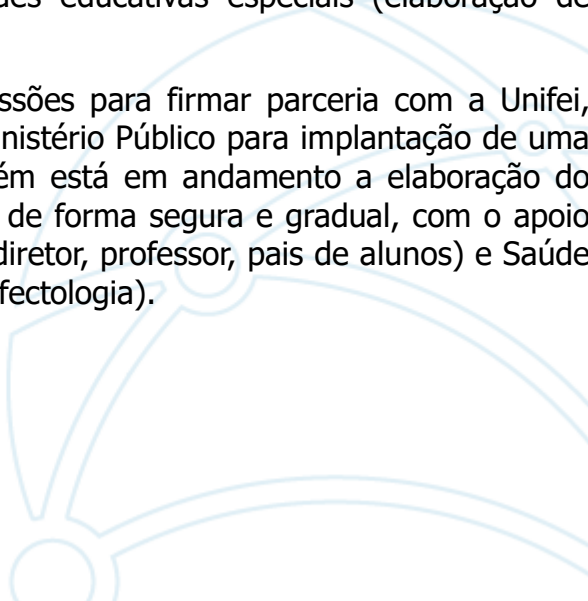 des educativas especiais (elaboração de
ssões para firmar parceria com a Unifei,
nistério Público para implantação de uma
ém está em andamento a elaboração do
de forma segura e gradual, com o apoio
diretor, professor, pais de alunos) e Saúde
fectologia).